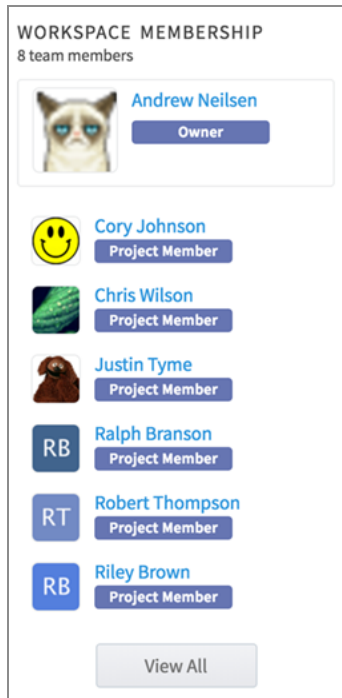 WORKSPACE MEMBERSHIP
8 team members
Andrew Neilsen
Owner
Cory Johnson
Project Member
Chris Wilson
Project Member
Justin Tyme
Project Member
RB
Ralph Branson
Project Member
RT
Robert Thompson
Project Member
RB
Riley Brown
Project Member
View All